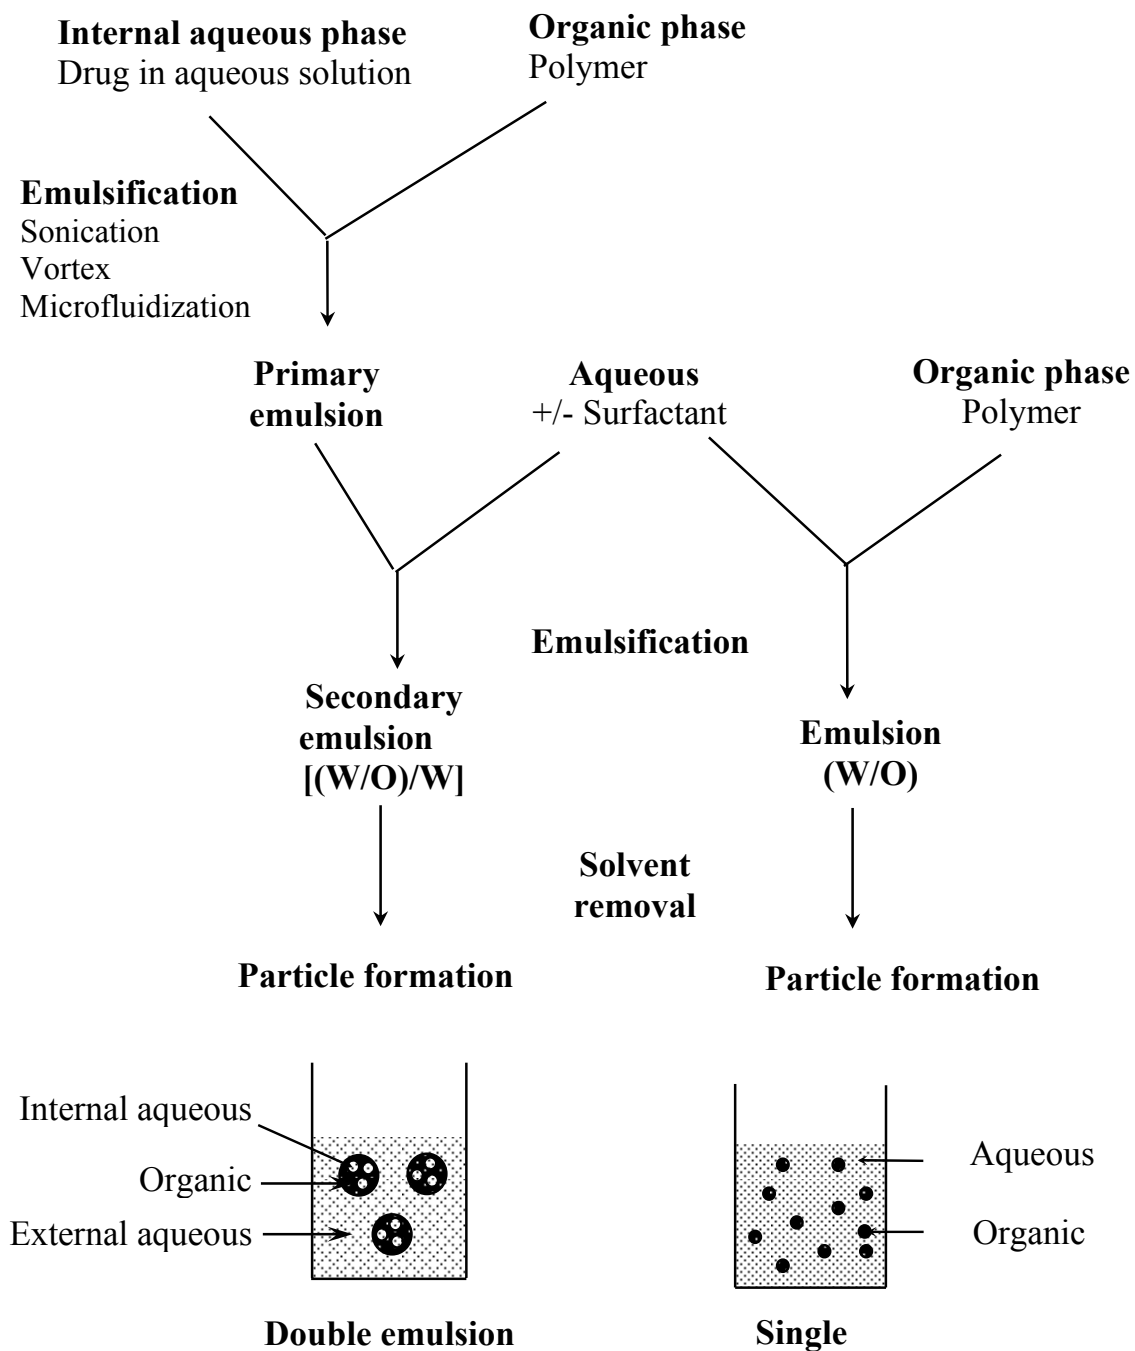 Internal aqueous phase
Drug in aqueous solution
Organic phase
Polymer
Emulsification
Sonication
Vortex
Microfluidization
Primary
emulsion
Aqueous
+/- Surfactant
Organic phase
Polymer
Emulsification
Secondary
emulsion
[(W/O)/W]
Emulsion
(W/O)
Solvent
removal
Particle formation
Particle formation
Internal aqueous
Organic
External aqueous
Aqueous
Organic
Double emulsion
Single